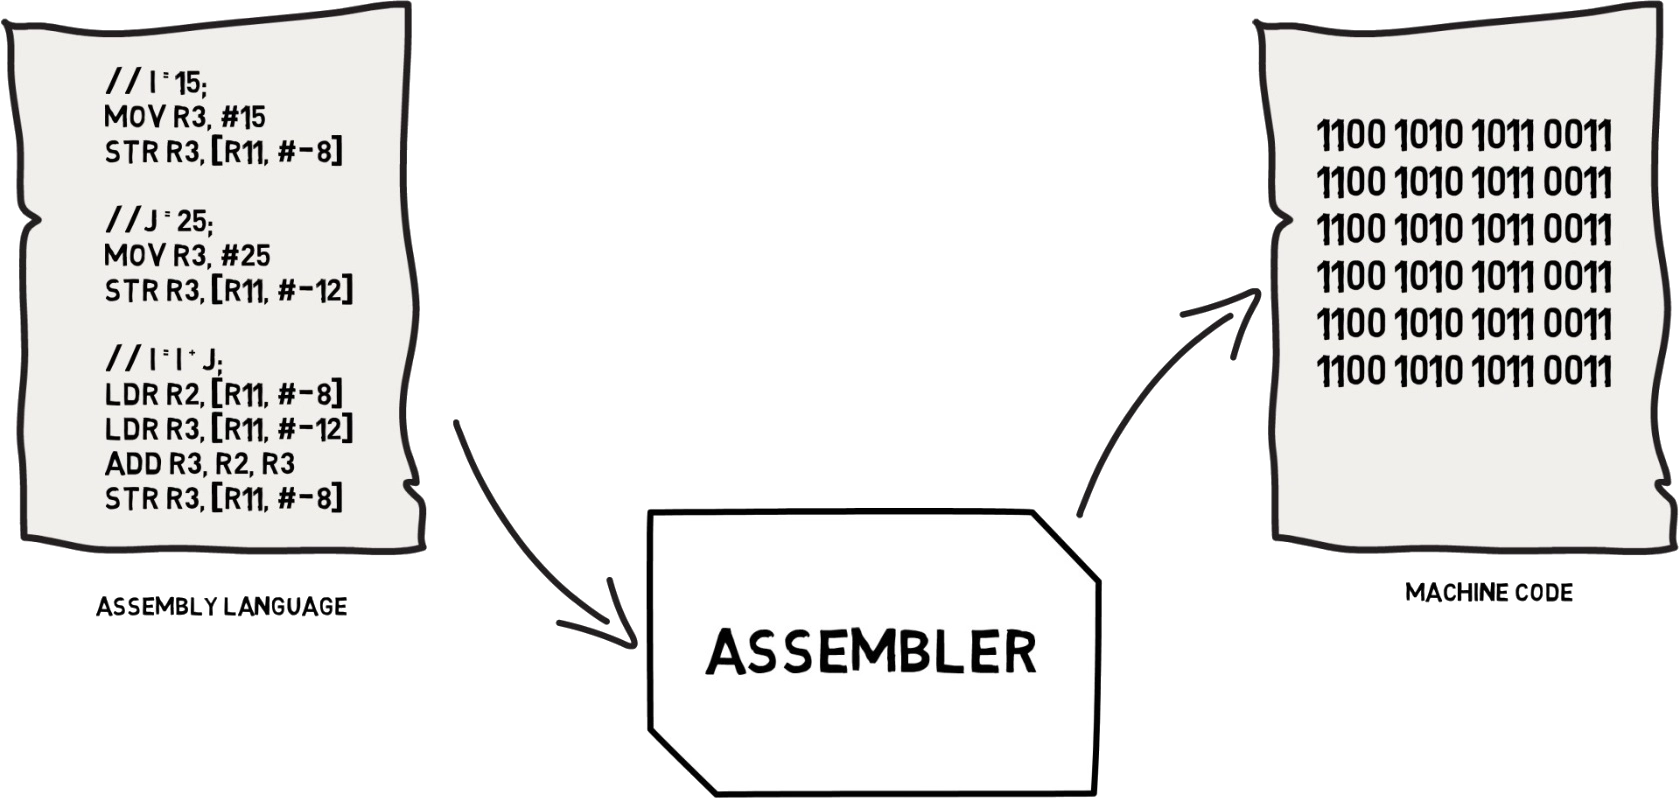 //I=15;
MOV R3, #15
STR R3, [R11, #-8]
//J=25;
MOV R3, #25
STR R3, [R11, #-12]
//I=I+J;
LDR R2, [R11, #-8]
LDR R3, [R11, #-12]
ADD R3, R2, R3
STR R3, [R11, #-8]
ASSEMBLY LANGUAGE
ASSEMBLER
1100 1010 1011 0011
1100 1010 1011 0011
1100 1010 1011 0011
1100 1010 1011 0011
1100 1010 1011 0011
1100 1010 1011 0011
MACHINE CODE